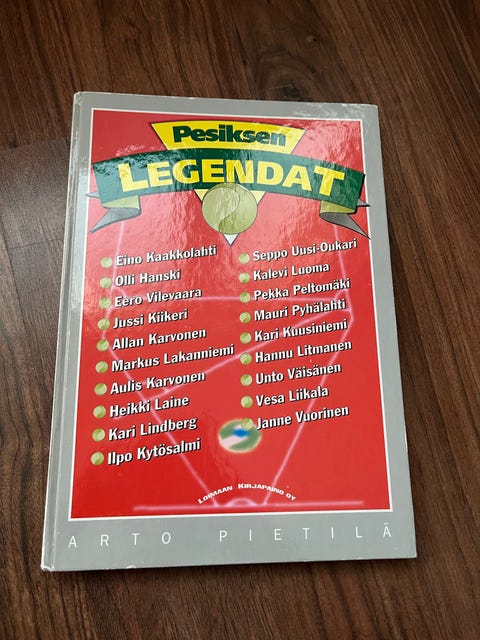 Pesiksen
LEGENDAT
Eino Kaakkolahti
Olli Hanski
Eero Vilevaara
Jussi Kiikeri
Allan Karvonen
Markus Lakanniemi
Aulis Karvonen
Heikki Laine
Kari Lindberg
Ilpo Kytösalmi
Seppo Uusi-Oukari
Kalevi Luoma
Pekka Peltomäki
Mauri Pyhälahti
Kari Kuusiniemi
Hannu Litmanen
Unto Väisänen
Vesa Liikala
Janne Vuorinen
LOIMAAN KIRJAPAINO OY
ARTO PIETILÄ